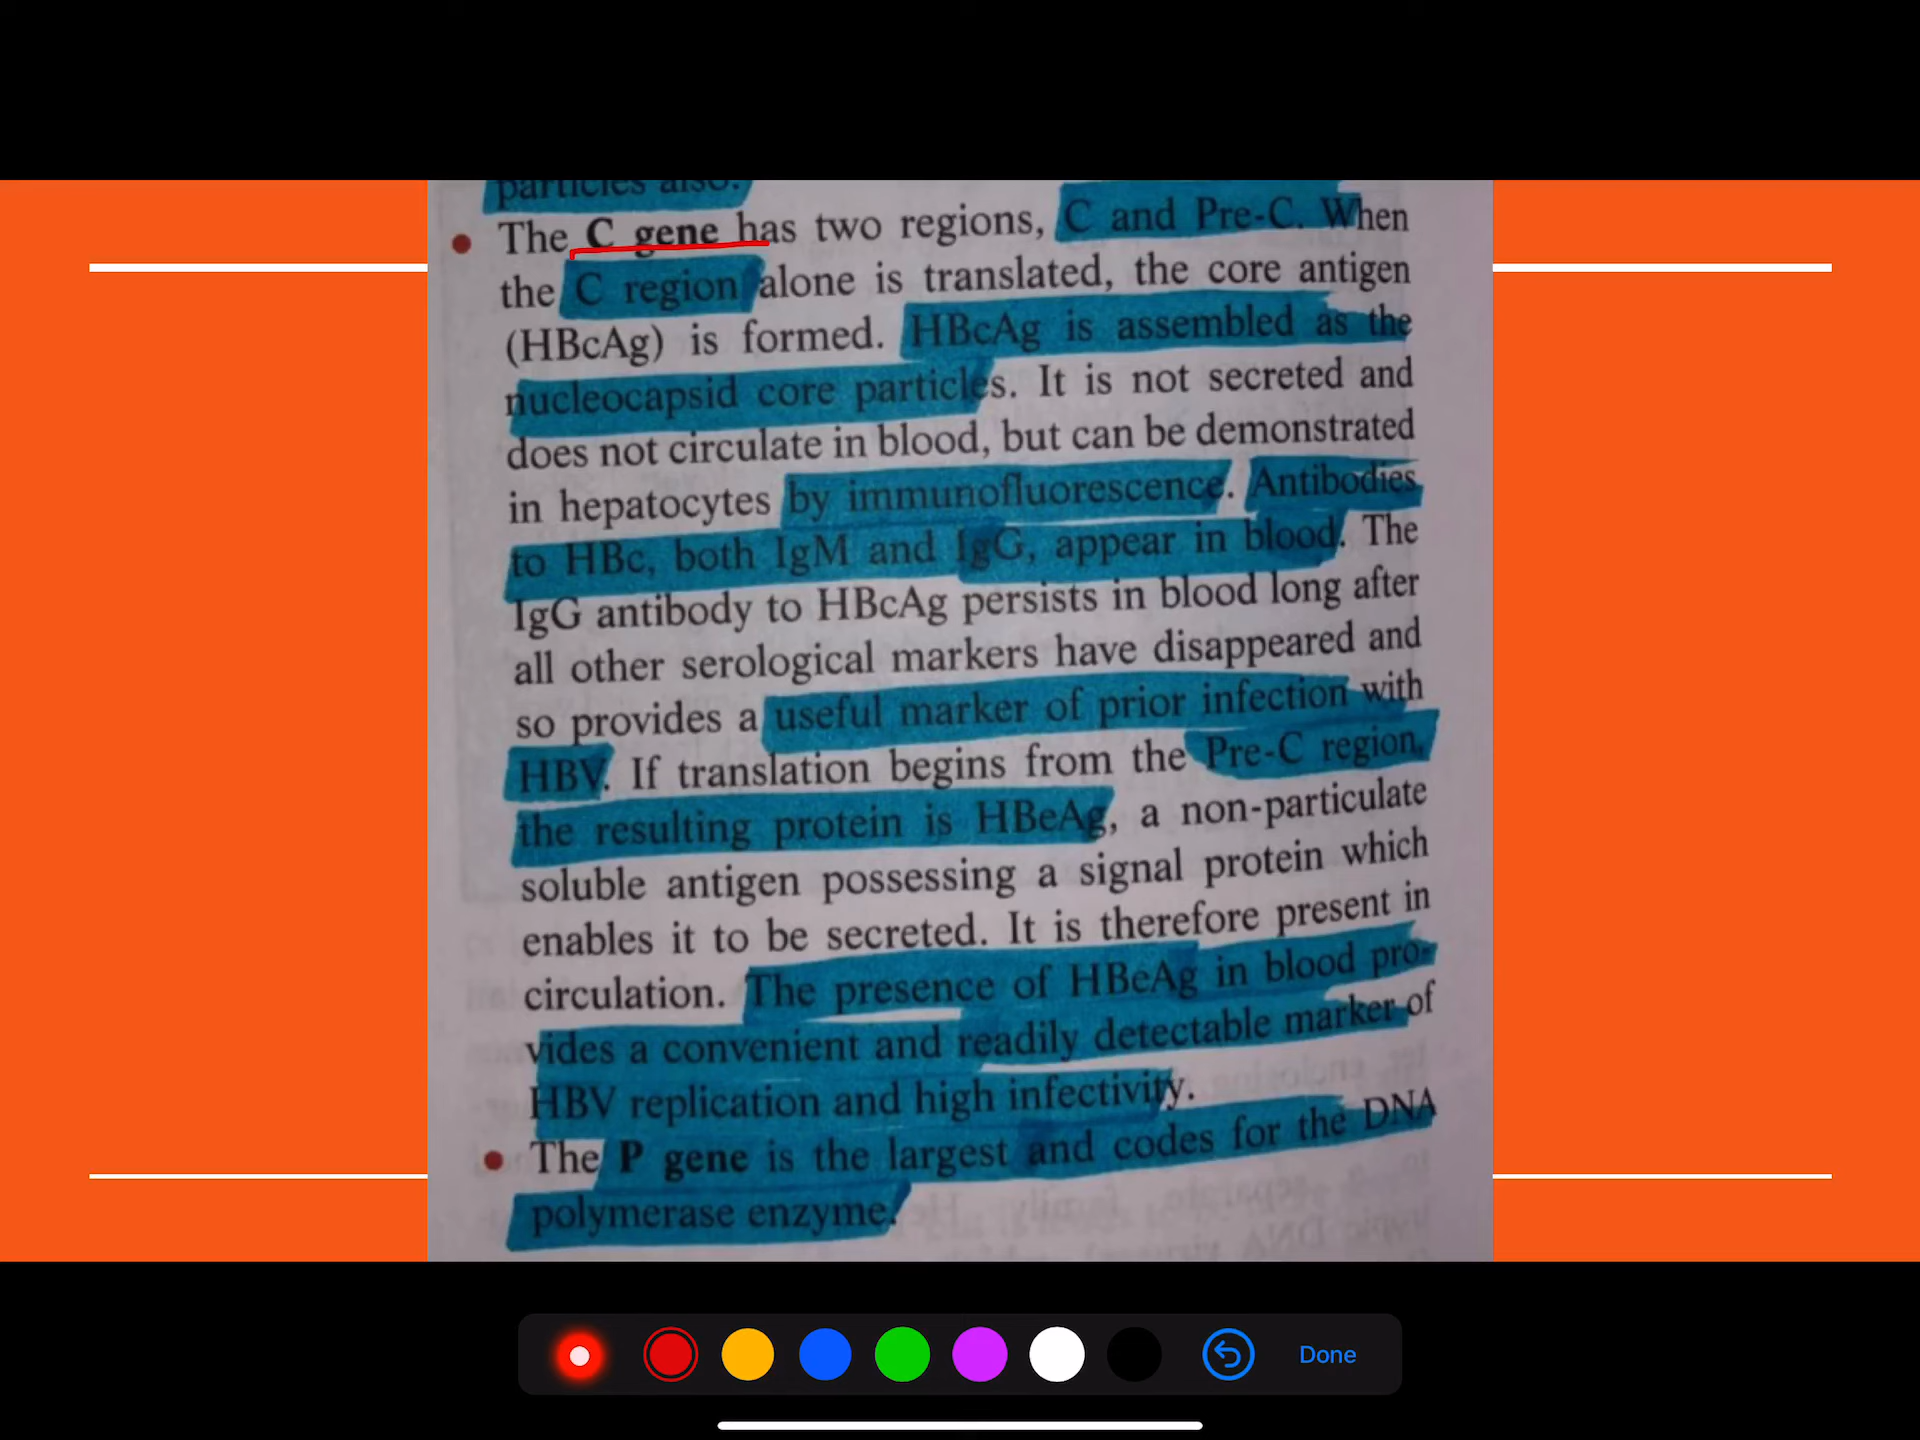 particles also.
• The C gene has two regions, C and Pre-C. When
the C region alone is translated, the core antigen
(HBcAg) is formed. HBcAg is assembled as the
nucleocapsid core particles. It is not secreted and
does not circulate in blood, but can be demonstrated
in hepatocytes by immunofluorescence. Antibodies
to HBc, both IgM and IgG, appear in blood. The
IgG antibody to HBcAg persists in blood long after
all other serological markers have disappeared and
so provides a useful marker of prior infection with
HBV. If translation begins from the Pre-C region,
the resulting protein is HBeAg, a non-particulate
soluble antigen possessing a signal protein which
enables it to be secreted. It is therefore present in
circulation. The presence of HBeAg in blood pro-
vides a convenient and readily detectable marker of
HBV replication and high infectivity.
• The P gene is the largest and codes for the DNA
polymerase enzyme.
Done